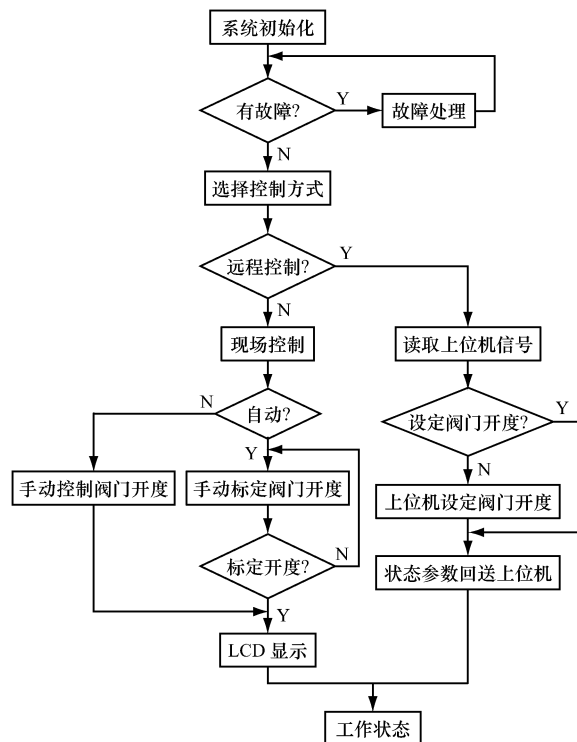 系统初始化
有故障?
Y
故障处理
N
选择控制方式
远程控制?
Y
N
现场控制
读取上位机信号
自动?
N
Y
设定阀门开度?
Y
N
手动控制阀门开度
手动标定阀门开度
上位机设定阀门开度
标定开度?
N
Y
状态参数回送上位机
LCD 显示
工作状态